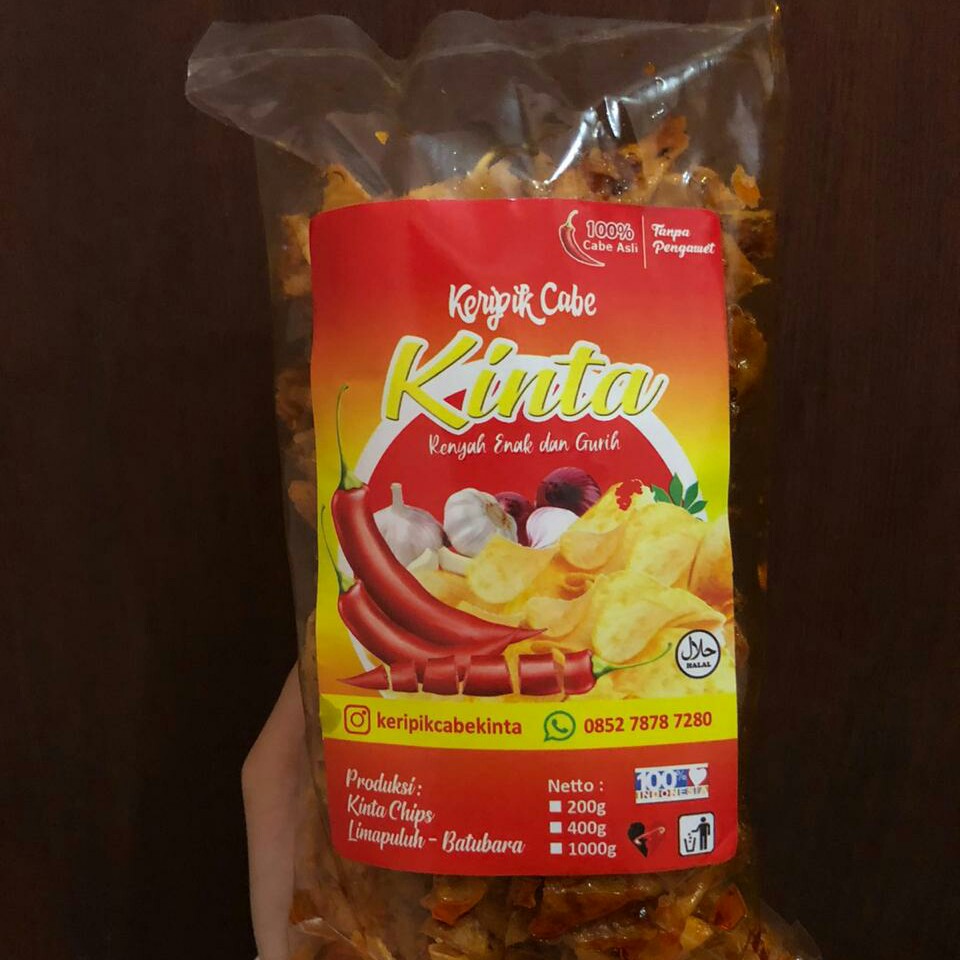 100%
Cabe Asli
Tanpa
Pengawet
Keripik Cabe
Kinta
Renyah Enak dan Gurih
حلال
HALAL
keripikcabekinta
0852 7878 7280
Produksi :
Kinta Chips
Limapuluh - Batubara
Netto :
200g
400g
1000g
100%
INDONESIA